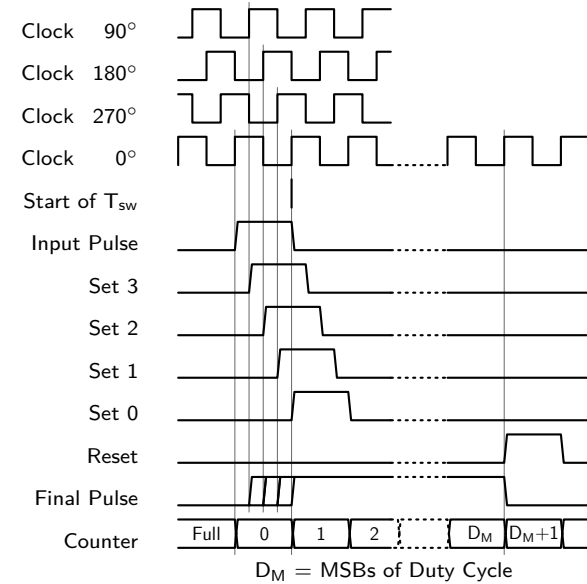 Clock 90°
Clock 180°
Clock 270°
Clock 0°
Start of Tsw
Input Pulse
Set 3
Set 2
Set 1
Set 0
Reset
Final Pulse
Counter Full 0 1 2 DM DM+1
DM = MSBs of Duty Cycle